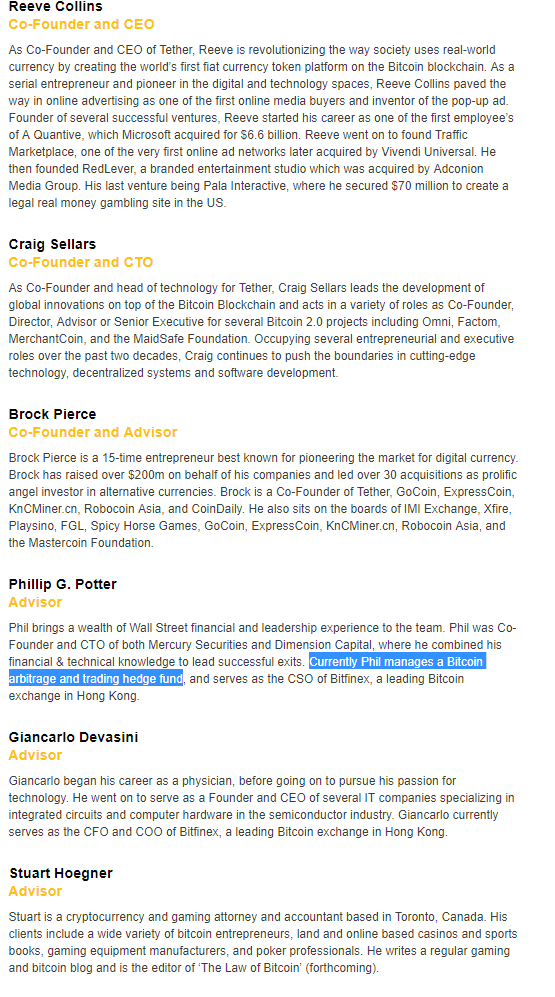 Reeve Collins
Co-Founder and CEO
As Co-Founder and CEO of Tether, Reeve is revolutionizing the way society uses real-world
currency by creating the world's first fiat currency token platform on the Bitcoin blockchain. As a
serial entrepreneur and pioneer in the digital and technology spaces, Reeve Collins paved the
way in online advertising as one of the first online media buyers and inventor of the pop-up ad.
Founder of several successful ventures, Reeve started his career as one of the first employee's
of A Quantive, which Microsoft acquired for $6.6 billion. Reeve went on to found Traffic
Marketplace, one of the very first online ad networks later acquired by Vivendi Universal. He
then founded RedLever, a branded entertainment studio which was acquired by Adconion
Media Group. His last venture being Pala Interactive, where he secured $70 million to create a
legal real money gambling site in the US.
Craig Sellars
Co-Founder and CTO
As Co-Founder and head of technology for Tether, Craig Sellars leads the development of
global innovations on top of the Bitcoin Blockchain and acts in a variety of roles as Co-Founder,
Director, Advisor or Senior Executive for several Bitcoin 2.0 projects including Omni, Factom,
MerchantCoin, and the MaidSafe Foundation. Occupying several entrepreneurial and executive
roles over the past two decades, Craig continues to push the boundaries in cutting-edge
technology, decentralized systems and software development.
Brock Pierce
Co-Founder and Advisor
Brock Pierce is a 15-time entrepreneur best known for pioneering the market for digital currency.
Brock has raised over $200m on behalf of his companies and led over 30 acquisitions as prolific
angel investor in alternative currencies. Brock is a Co-Founder of Tether, GoCoin, ExpressCoin,
KnCMiner.cn, Robocoin Asia, and CoinDaily. He also sits on the boards of IMI Exchange, Xfire,
Playsino, FGL, Spicy Horse Games, GoCoin, ExpressCoin, KnCMiner.cn, Robocoin Asia, and
the Mastercoin Foundation.
Phillip G. Potter
Advisor
Phil brings a wealth of Wall Street financial and leadership experience to the team. Phil was Co-
Founder and CTO of both Mercury Securities and Dimension Capital, where he combined his
financial & technical knowledge to lead successful exits. Currently Phil manages a Bitcoin
arbitrage and trading hedge fund, and serves as the CSO of Bitfinex, a leading Bitcoin
exchange in Hong Kong.
Giancarlo Devasini
Advisor
Giancarlo began his career as a physician, before going on to pursue his passion for
technology. He went on to serve as a Founder and CEO of several IT companies specializing in
integrated circuits and computer hardware in the semiconductor industry. Giancarlo currently
serves as the CFO and COO of Bitfinex, a leading Bitcoin exchange in Hong Kong.
Stuart Hoegner
Advisor
Stuart is a cryptocurrency and gaming attorney and accountant based in Toronto, Canada. His
clients include a wide variety of bitcoin entrepreneurs, land and online based casinos and sports
books, gaming equipment manufacturers, and poker professionals. He writes a regular gaming
and bitcoin blog and is the editor of 'The Law of Bitcoin' (forthcoming).